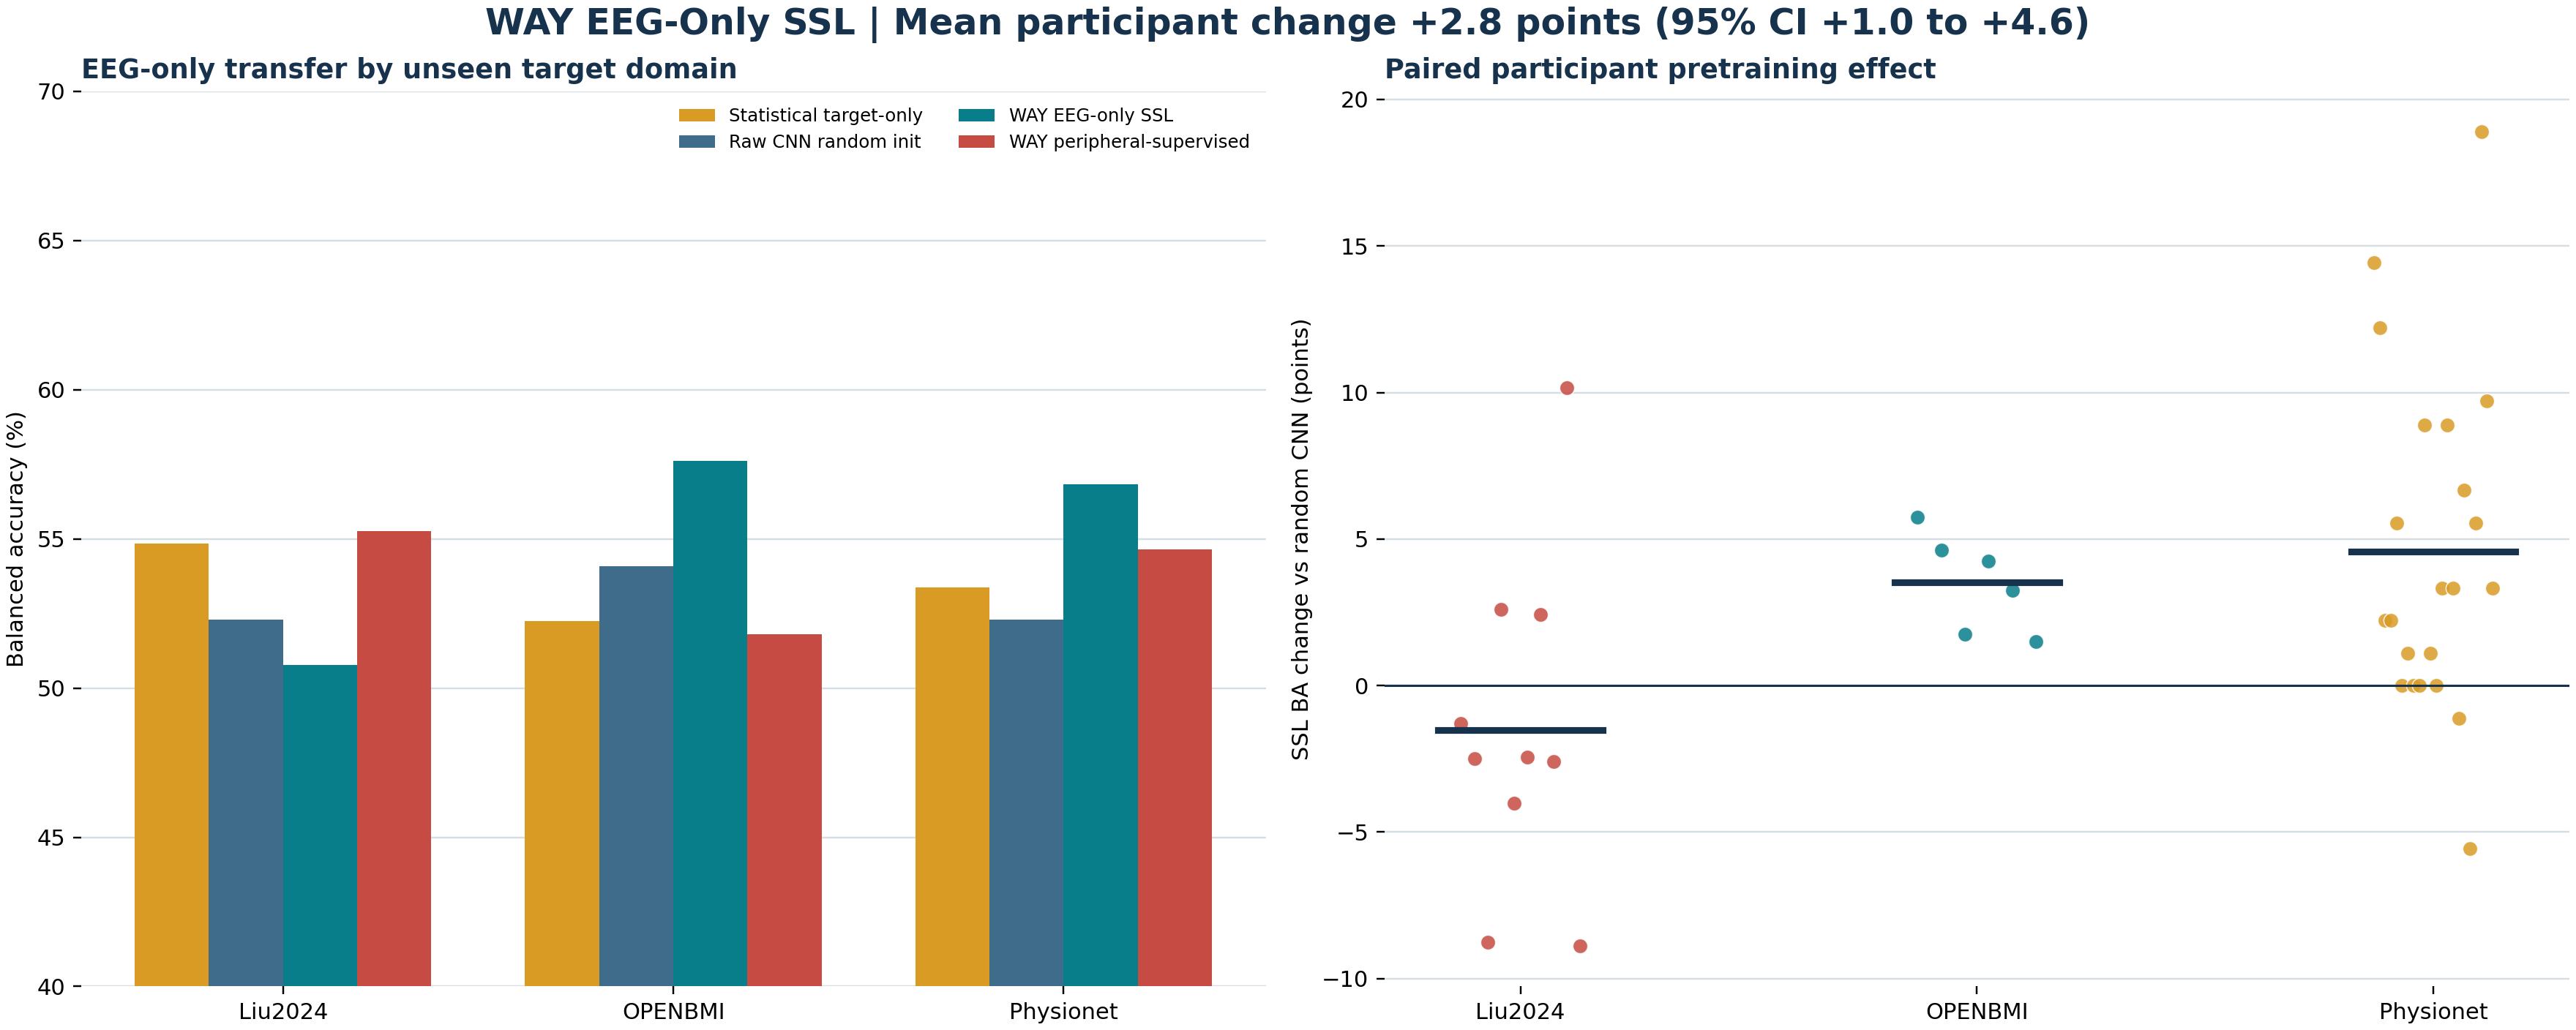 WAY EEG-Only SSL | Mean participant change +2.8 points (95% CI +1.0 to +4.6)
EEG-only transfer by unseen target domain
Balanced accuracy (%)
70
65
60
55
50
45
40
Statistical target-only
Raw CNN random init
WAY EEG-only SSL
WAY peripheral-supervised
Liu2024
OPENBMI
Physionet
Paired participant pretraining effect
SSL BA change vs random CNN (points)
20
15
10
5
0
−5
−10
Liu2024
OPENBMI
Physionet